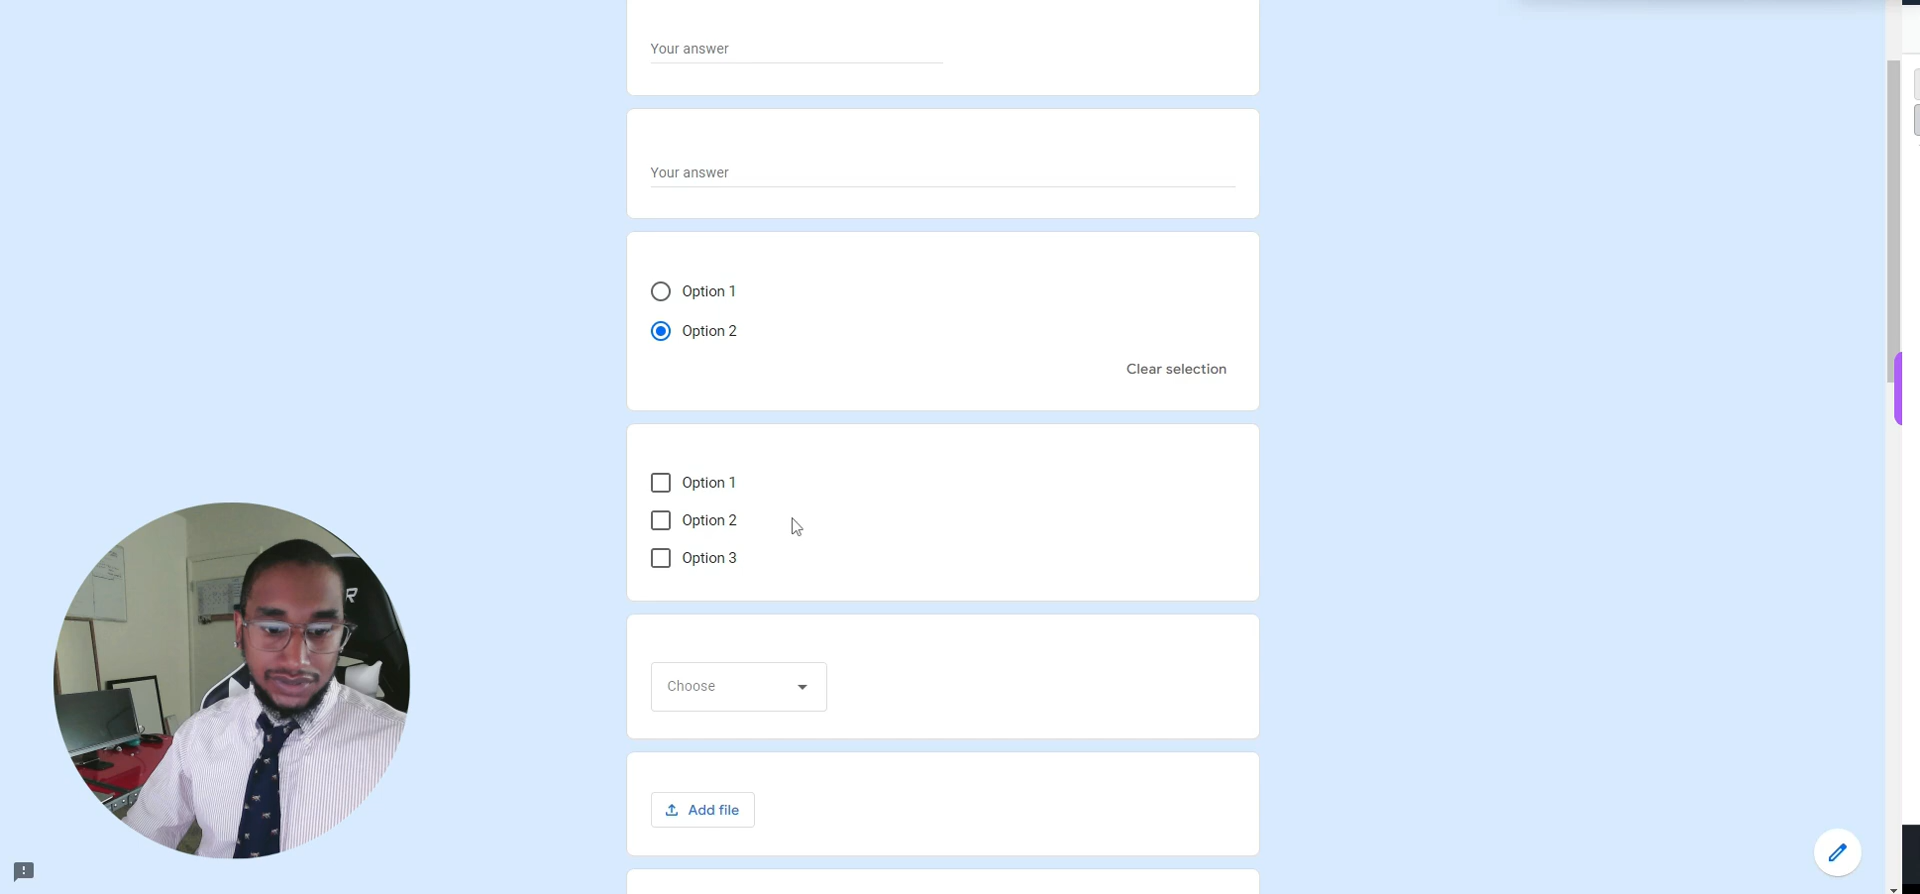 Your answer
Your answer
Option 1
Option 2
Clear selection
Option 1
Option 2
Option 3
Choose
Add file
R